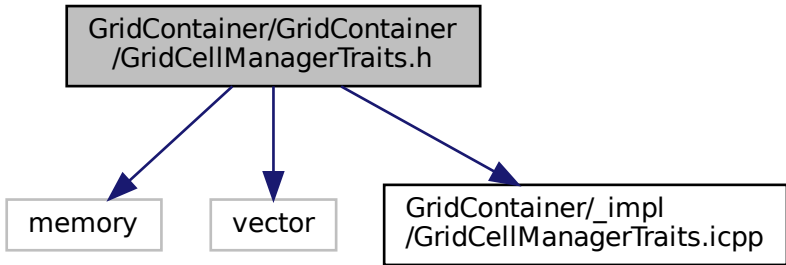 GridContainer/GridContainer
/GridCellManagerTraits.h
memory
vector
GridContainer/_impl
/GridCellManagerTraits.icpp